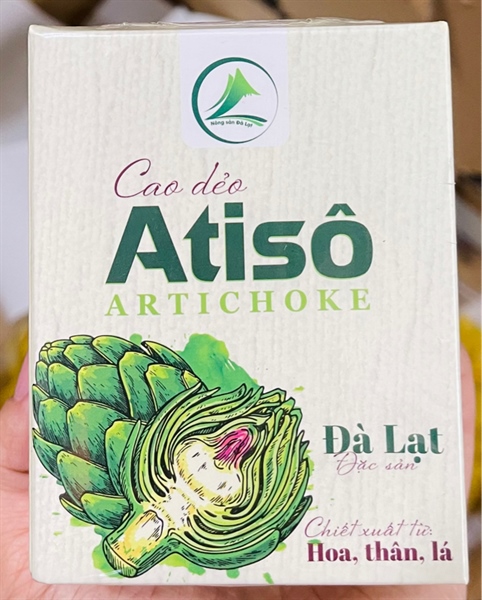 Nông sản Đà Lạt
Cao dẻo
Atisô
ARTICHOKE
Đà Lạt
Đặc sản
Chiết xuất từ:
Hoa, thân, lá